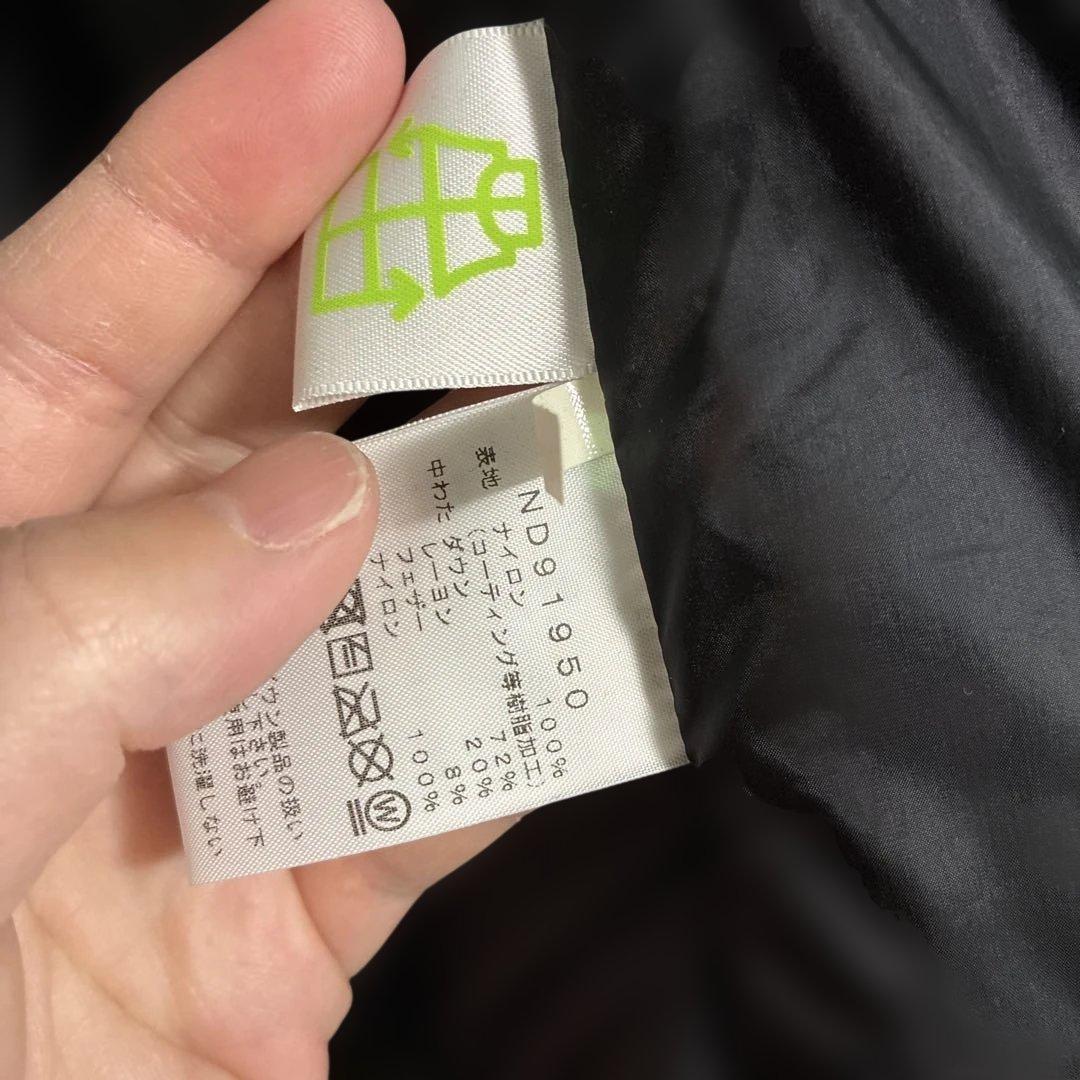 ND91950
表地 ナイロン 100%
(コーティング等樹脂加工)
中わた ダウン 72%
レーヨン 20%
フェザー 8%
ナイロン 100%
W
ウン製品の扱い
下さい。
用はお避け下
洗濯しない